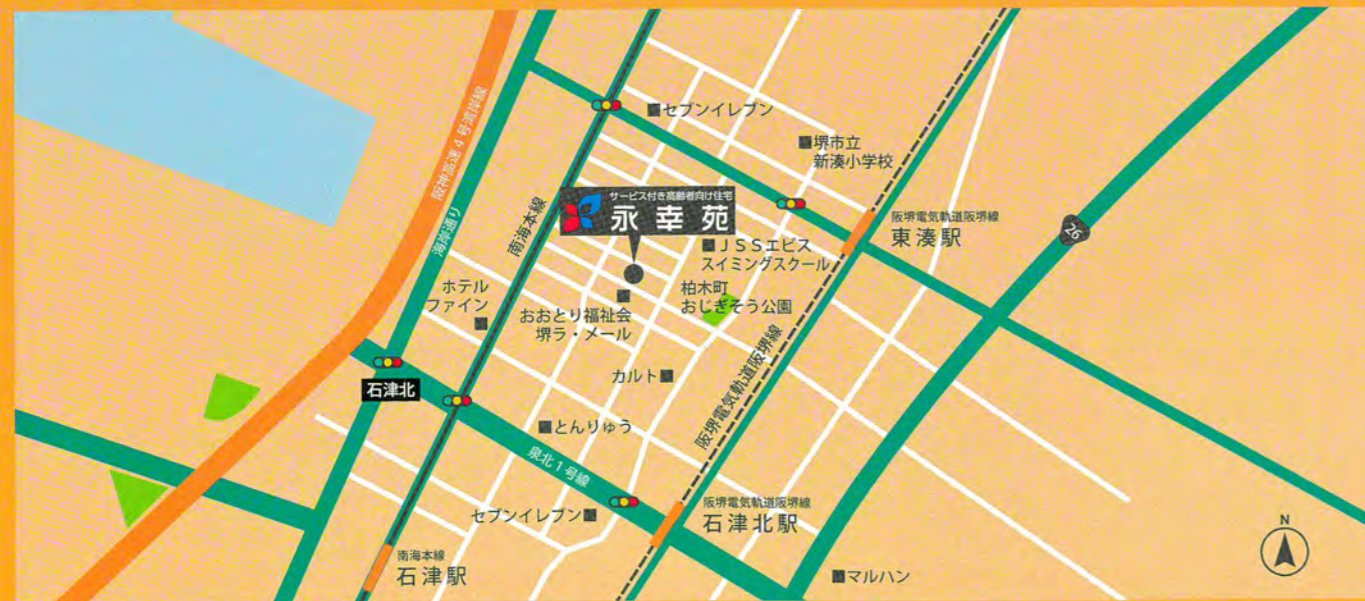 セブンイレブン
堺市立
新湊小学校
阪神高速4号湾岸線
海岸通り
南海本線
サービス付き高齢者向け住宅
永幸苑
阪堺電気軌道阪堺線
東湊駅
26
JSSエビス
スイミングスクール
ホテル
ファイン
おおとり福祉会
堺ラ・メール
柏木町
おじぎそう公園
阪堺電気軌道阪堺線
カルト
石津北
とんりゅう
泉北1号線
セブンイレブン
阪堺電気軌道阪堺線
石津北駅
南海本線
石津駅
マルハン
N